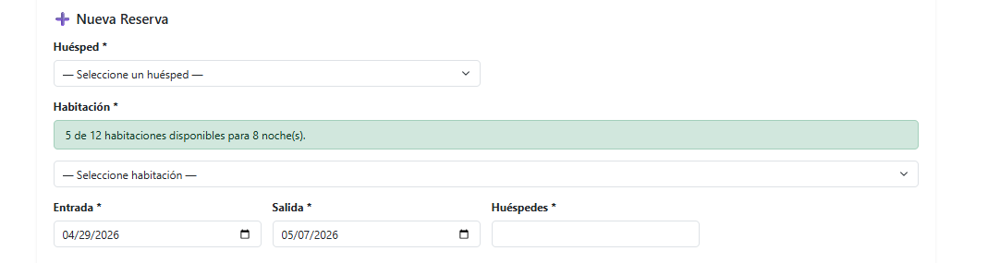 Nueva Reserva
Huésped *
— Seleccione un huésped —
Habitación *
5 de 12 habitaciones disponibles para 8 noche(s).
— Seleccione habitación —
Entrada * Salida * Huéspedes *
04/29/2026 05/07/2026